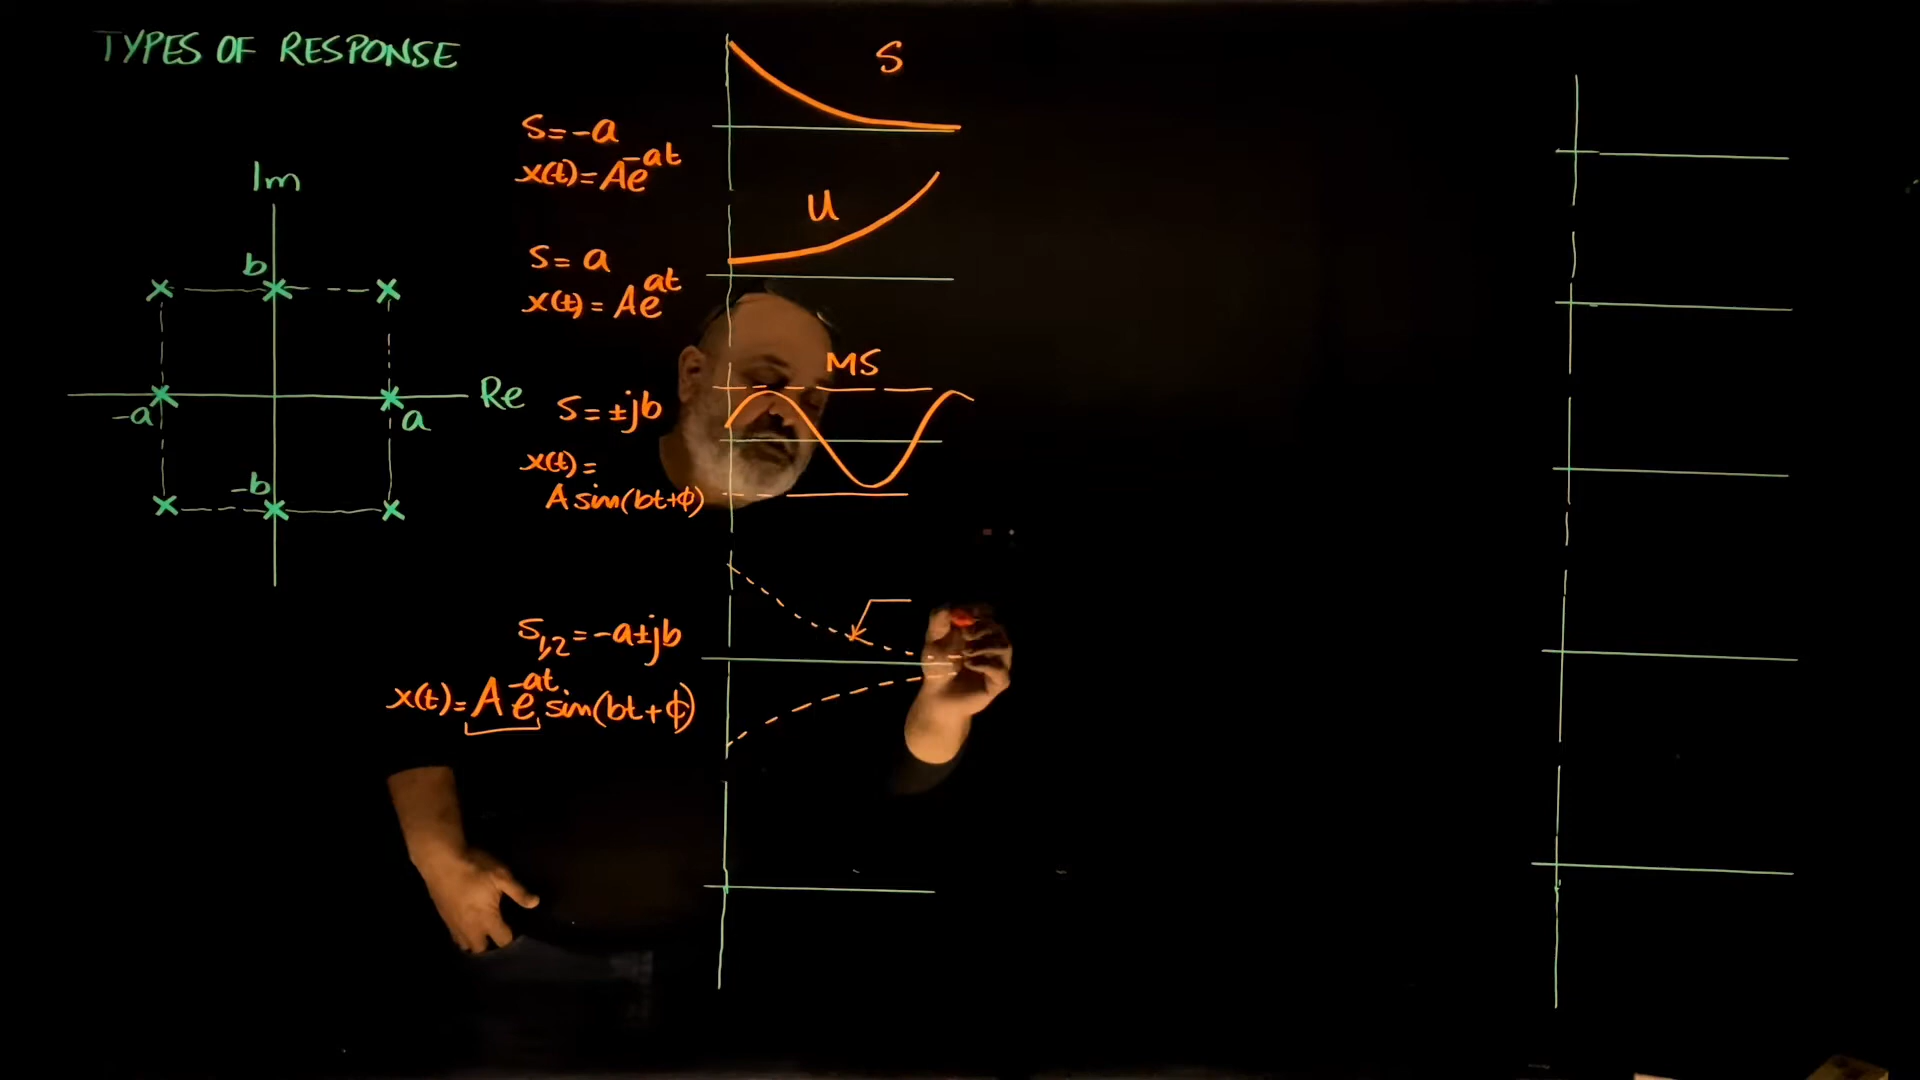 TYPES OF RESPONSE
Im
b
Re
-a
a
-b
S
S=-a
x(t)=Ae^-at
U
S=a
x(t)=Ae^at
MS
S=±jb
x(t)=
A sin(bt+φ)
S1,2=-a±jb
x(t)=Ae^-at sin(bt+φ)